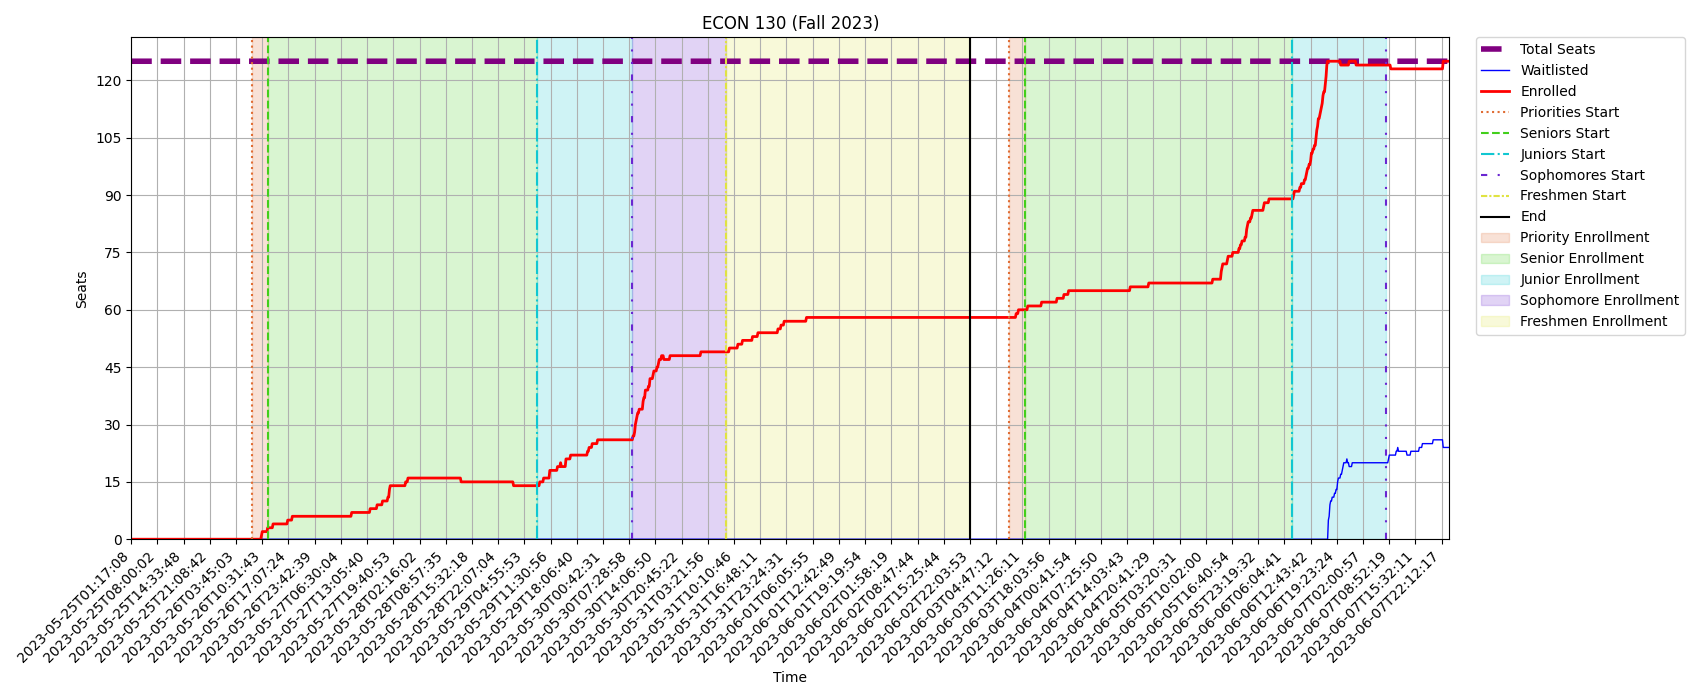 ECON 130 (Fall 2023)
Seats
120
105
90
75
60
45
30
15
0
2023-05-25T01:17:08
2023-05-25T08:00:02
2023-05-25T14:33:48
2023-05-25T21:08:42
2023-05-26T03:45:03
2023-05-26T10:31:43
2023-05-26T17:07:24
2023-05-26T23:42:39
2023-05-27T06:30:04
2023-05-27T13:05:40
2023-05-27T19:40:53
2023-05-28T02:16:02
2023-05-28T08:57:35
2023-05-28T15:32:18
2023-05-28T22:07:04
2023-05-29T04:55:53
2023-05-29T11:30:56
2023-05-29T18:06:40
2023-05-30T00:42:31
2023-05-30T07:28:58
2023-05-30T14:06:50
2023-05-30T20:45:22
2023-05-31T03:21:56
2023-05-31T10:10:46
2023-05-31T16:48:11
2023-05-31T23:24:31
2023-06-01T06:05:55
2023-06-01T12:42:49
2023-06-01T19:19:54
2023-06-02T01:58:19
2023-06-02T08:47:44
2023-06-02T15:25:44
2023-06-02T22:03:53
2023-06-03T04:47:12
2023-06-03T11:26:11
2023-06-03T18:03:56
2023-06-04T00:41:54
2023-06-04T07:25:50
2023-06-04T14:03:43
2023-06-04T20:41:29
2023-06-05T03:20:31
2023-06-05T10:02:00
2023-06-05T16:40:54
2023-06-05T23:19:32
2023-06-06T06:04:41
2023-06-06T12:43:42
2023-06-06T19:23:24
2023-06-07T02:00:57
2023-06-07T08:52:19
2023-06-07T15:32:11
2023-06-07T22:12:17
Time
Total Seats
Waitlisted
Enrolled
Priorities Start
Seniors Start
Juniors Start
Sophomores Start
Freshmen Start
End
Priority Enrollment
Senior Enrollment
Junior Enrollment
Sophomore Enrollment
Freshmen Enrollment